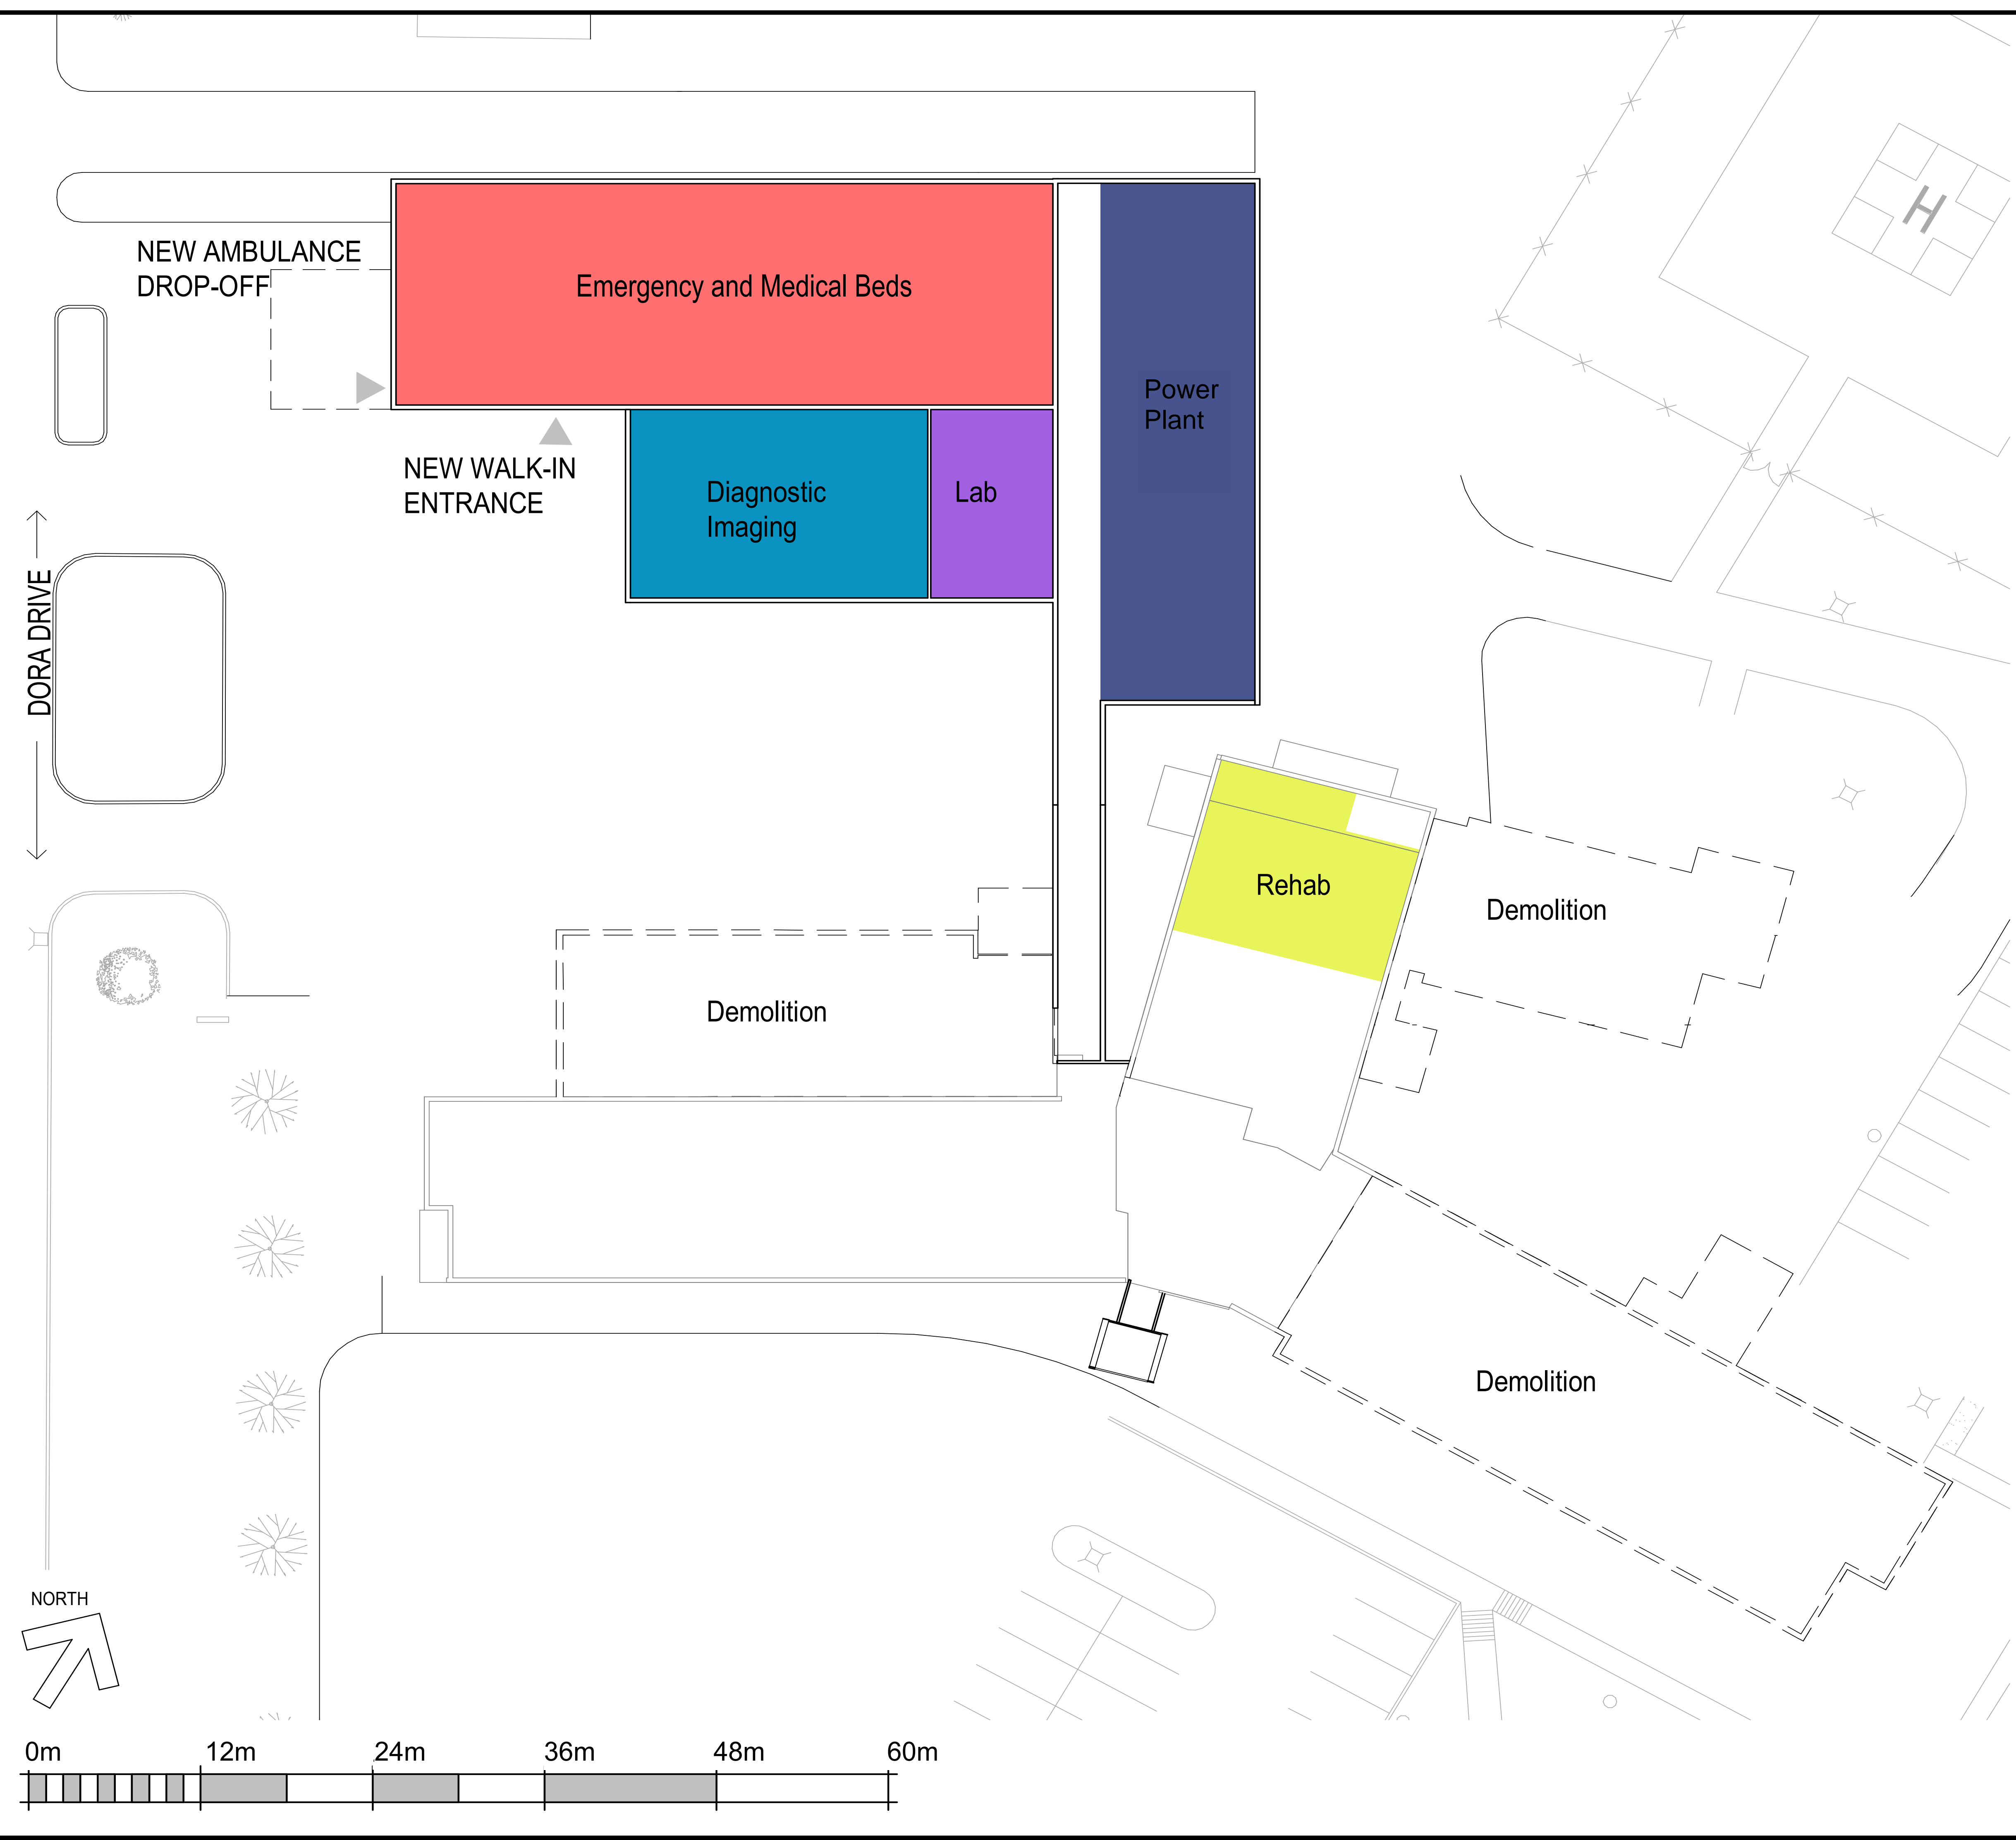 H
NEW AMBULANCE
DROP-OFF
Emergency and Medical Beds
Power
Plant
NEW WALK-IN
ENTRANCE
Diagnostic
Imaging
Lab
DORA DRIVE
Rehab
Demolition
Demolition
Demolition
NORTH
0m 12m 24m 36m 48m 60m